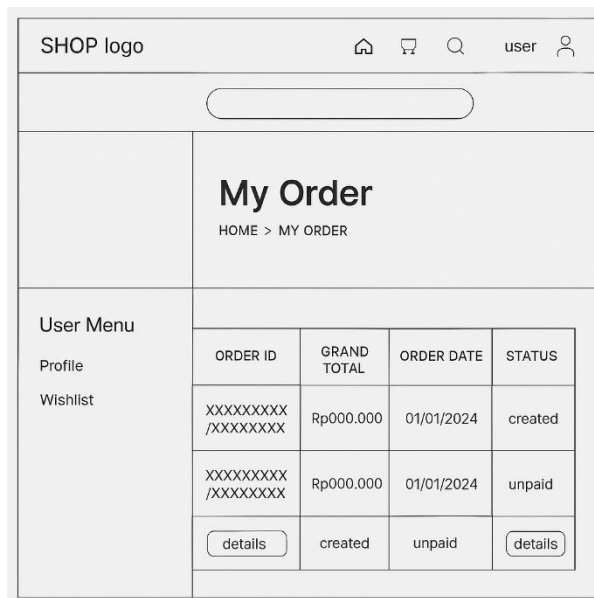 SHOP logo
user
My Order
HOME > MY ORDER
User Menu
Profile
Wishlist
ORDER ID
GRAND
TOTAL
ORDER DATE
STATUS
XXXXXXXXX
/XXXXXXXX
Rp000.000
01/01/2024
created
XXXXXXXXX
/XXXXXXXX
Rp000.000
01/01/2024
unpaid
details
created
unpaid
details